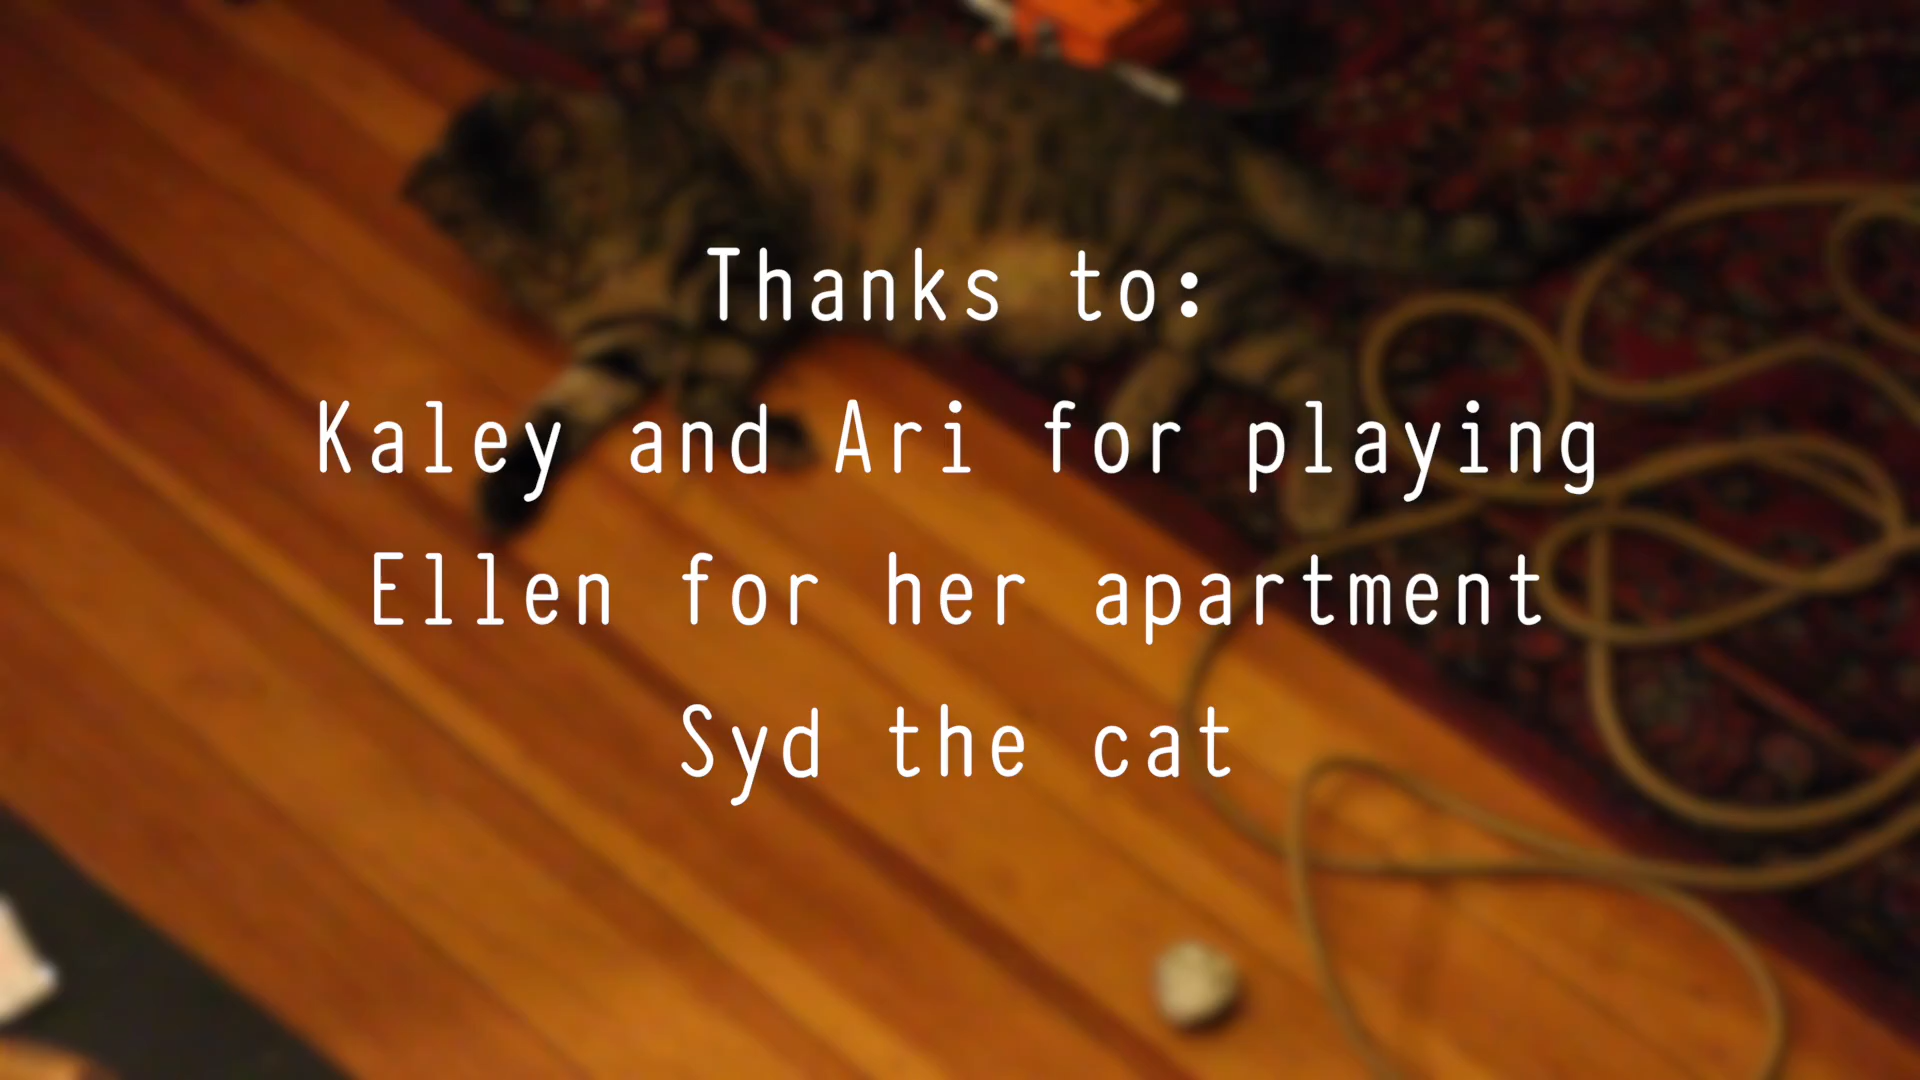 Thanks to:
Kaley and Ari for playing
Ellen for her apartment
Syd the cat